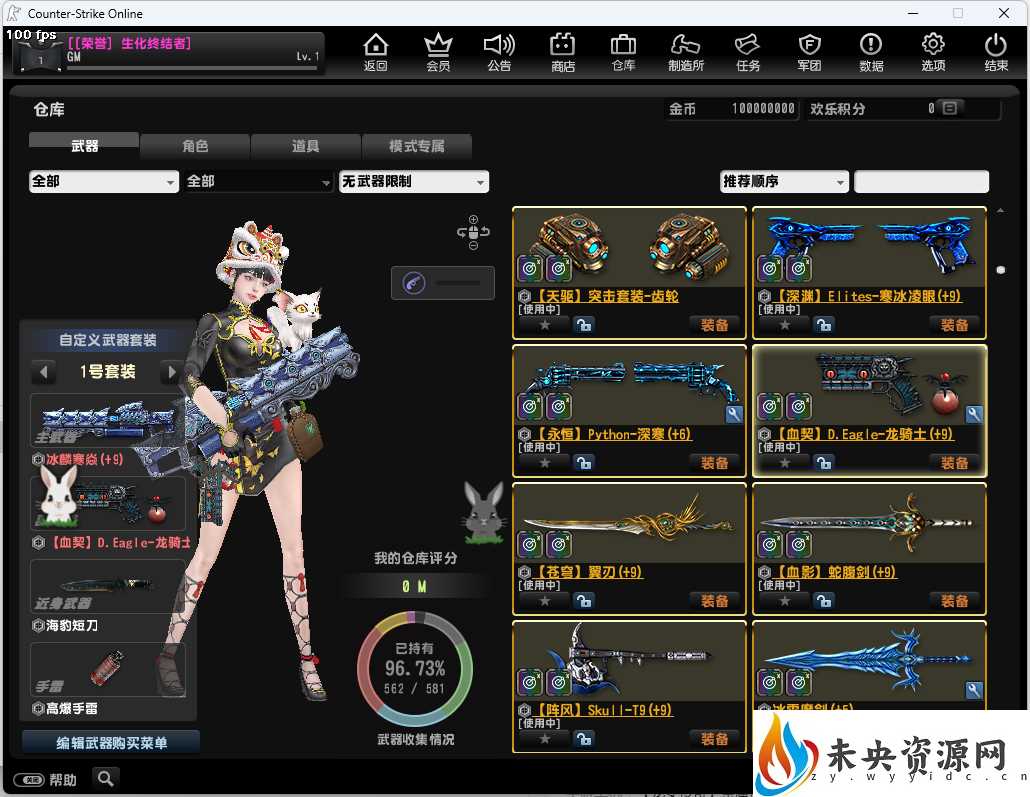 Counter-Strike Online
100 fps
[[荣誉] 生化终结者]
GM
Lv. 1
1
返回
会员
公告
商店
仓库
制造所
任务
军团
数据
选项
结束
仓库
金币 100000000
欢乐积分 0
武器
角色
道具
模式专属
全部
全部
无武器限制
推荐顺序
自定义武器套装
1号套装
主武器
冰麟寒焱(+9)
【血契】D.Eagle-龙骑士
近身武器
海豹短刀
手雷
高爆手雷
编辑武器购买菜单
帮助
我的仓库评分
0 M
已持有
96.73%
562 / 581
武器收集情况
【天驱】突击套装-齿轮
[使用中]
装备
【深渊】Elites-寒冰凌眼(+9)
[使用中]
装备
【永恒】Python-深寒(+6)
[使用中]
装备
【血契】D.Eagle-龙骑士(+9)
[使用中]
装备
【苍穹】翼刃(+9)
[使用中]
装备
【血影】蛇腹剑(+9)
[使用中]
装备
【阵风】Skull-T9(+9)
[使用中]
装备
未央资源网
zy.wyyidc.cn